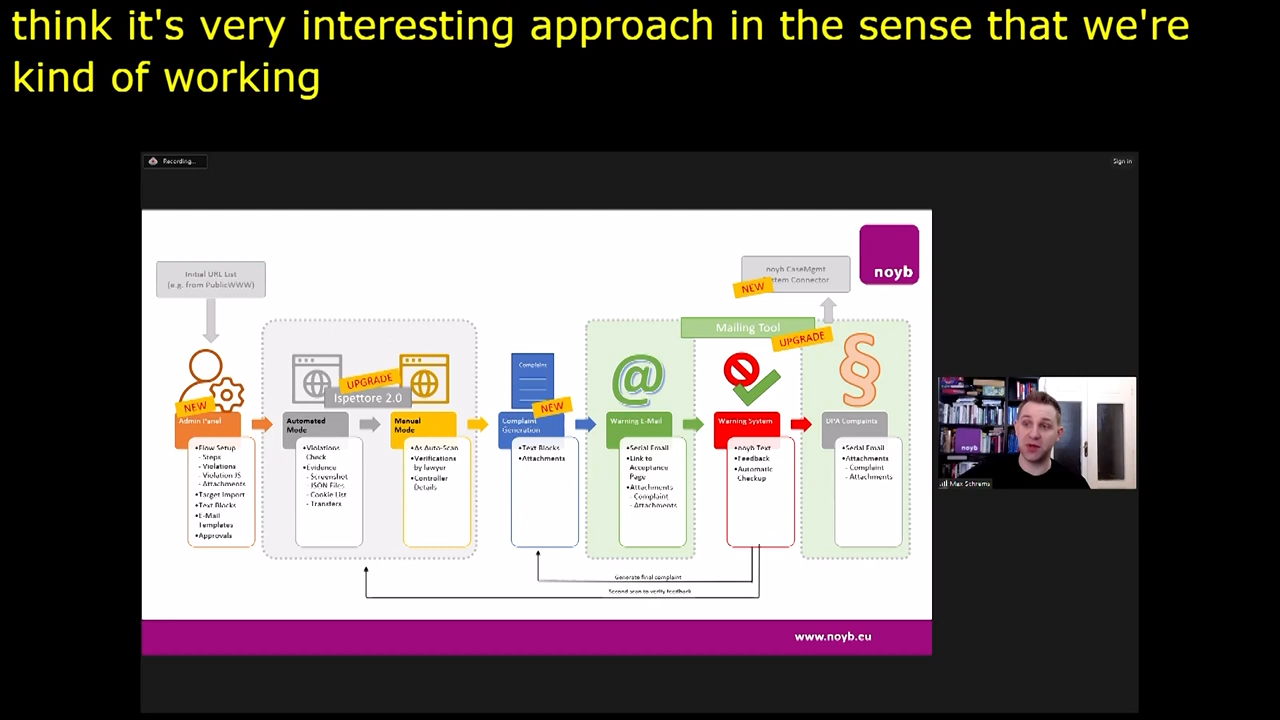 think it's very interesting approach in the sense that we're
kind of working
Recording...
Sign in
noyb
Initial URL List
(e.g. from PublicWWW)
noyb CaseMgmt
System Connector
NEW
Mailing Tool
UPGRADE
UPGRADE
Ispettore 2.0
Complaint
NEW
NEW
Admin Panel
Automated
Mode
Manual
Mode
Complaint
Generation
Warning E-Mail
Warning System
DPA Compaints
•Flow Setup
- Steps
- Violations
- Violation JS
- Attachments
•Target Import
•Text Blocks
•E-Mail
Templates
•Approvals
•Violations
Check
•Evidence
- Screenshot
- JSON Files
- Cookie List
- Transfers
•As Auto-Scan
•Verifications
by lawyer
•Controller
Details
•Text Blocks
•Attachments
•Serial Email
•Link to
Acceptance
Page
•Attachments
- Complaint
- Attachments
•noyb Text
•Feedback
•Automatic
Checkup
•Serial Email
•Attachments
- Complaint
- Attachments
Generate final complaint
Second scan to verify feedback
Max Schrems
www.noyb.eu